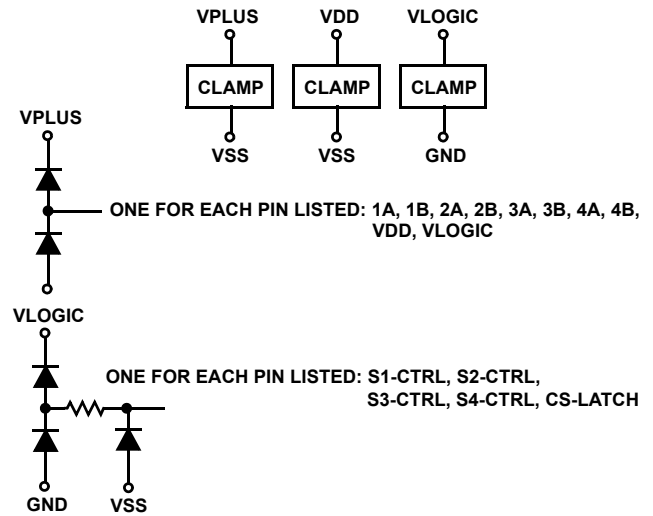 VPLUS VDD VLOGIC
CLAMP CLAMP CLAMP
VSS VSS GND
VPLUS
ONE FOR EACH PIN LISTED: 1A, 1B, 2A, 2B, 3A, 3B, 4A, 4B,
VDD, VLOGIC
VLOGIC
ONE FOR EACH PIN LISTED: S1-CTRL, S2-CTRL,
S3-CTRL, S4-CTRL, CS-LATCH
GND VSS